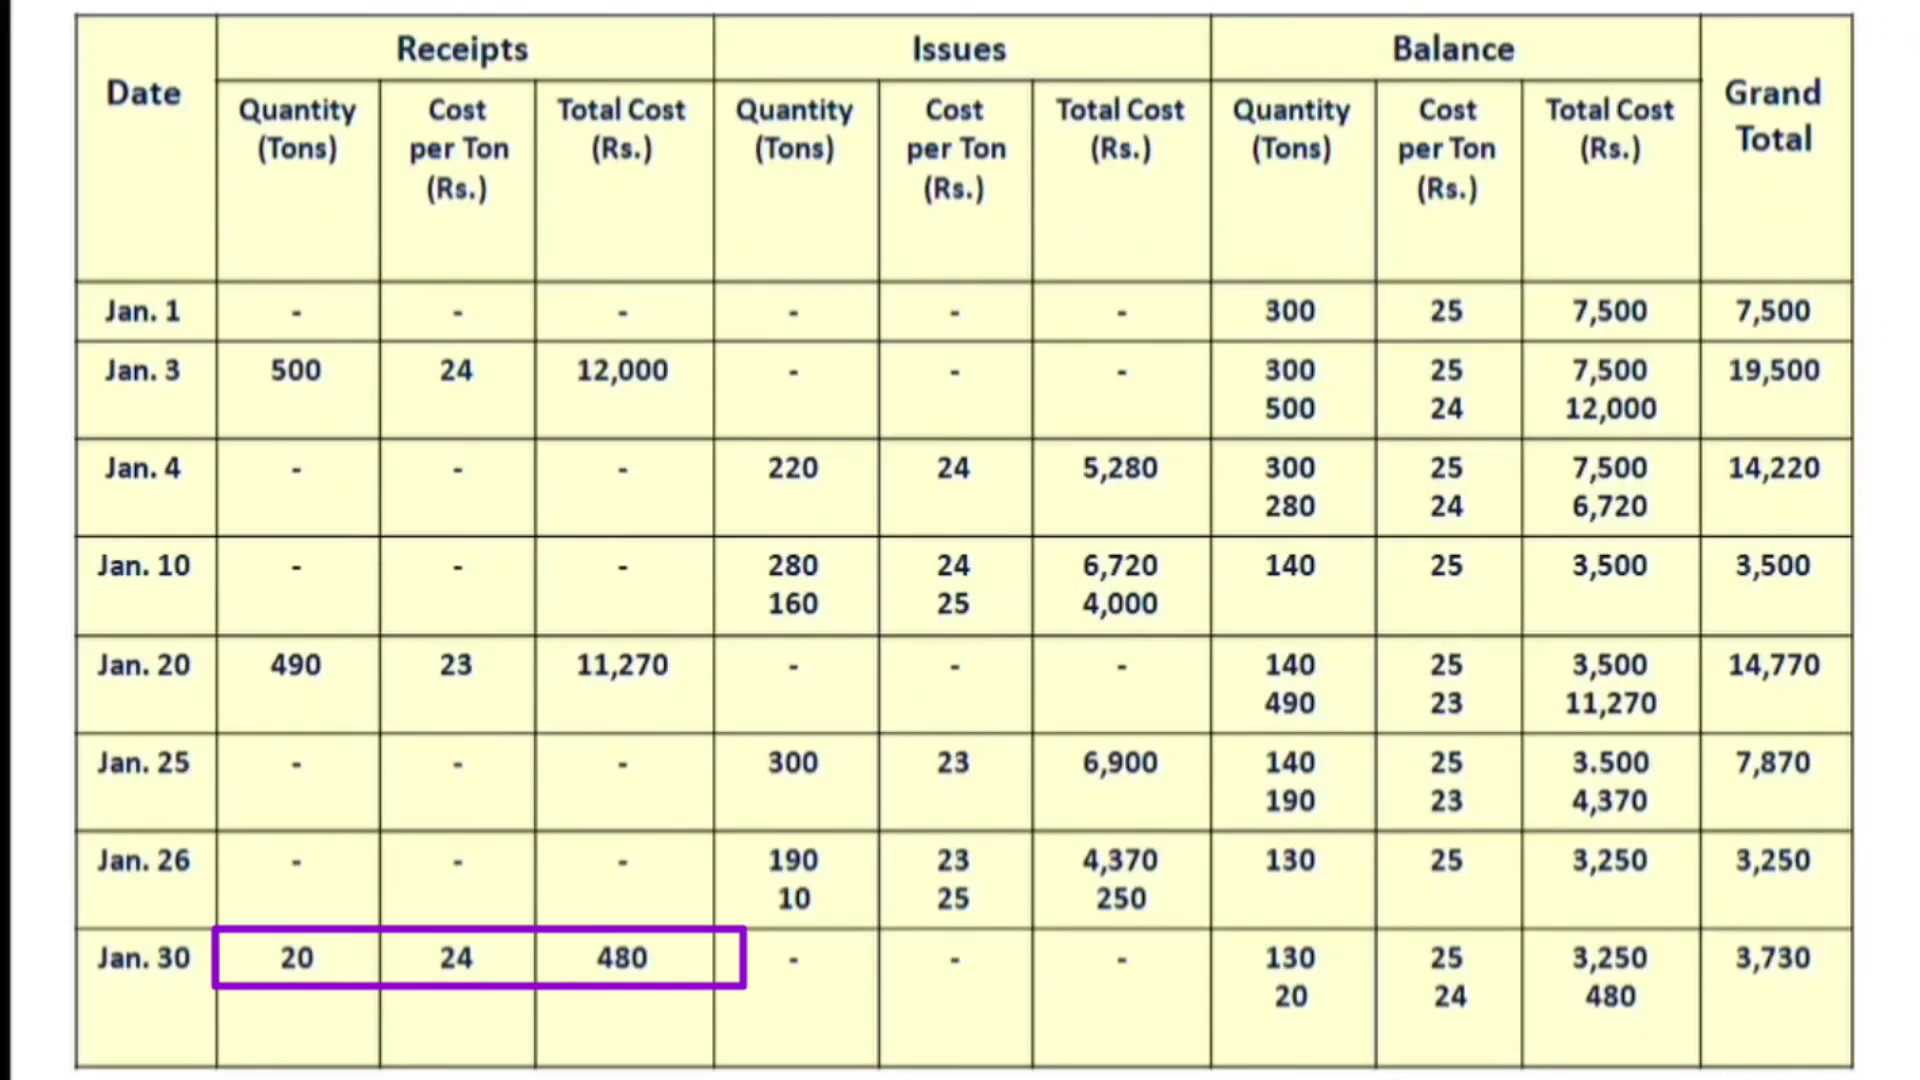 Date Receipts Issues Balance Grand Total
Quantity (Tons) Cost per Ton (Rs.) Total Cost (Rs.) Quantity (Tons) Cost per Ton (Rs.) Total Cost (Rs.) Quantity (Tons) Cost per Ton (Rs.) Total Cost (Rs.)
Jan. 1 - - - - - - 300 25 7,500 7,500
Jan. 3 500 24 12,000 - - - 300 25 7,500 19,500
500 24 12,000
Jan. 4 - - - 220 24 5,280 300 25 7,500 14,220
280 24 6,720
Jan. 10 - - - 280 24 6,720 140 25 3,500 3,500
160 25 4,000
Jan. 20 490 23 11,270 - - - 140 25 3,500 14,770
490 23 11,270
Jan. 25 - - - 300 23 6,900 140 25 3.500 7,870
190 23 4,370
Jan. 26 - - - 190 23 4,370 130 25 3,250 3,250
10 25 250
Jan. 30 20 24 480 - - - 130 25 3,250 3,730
20 24 480